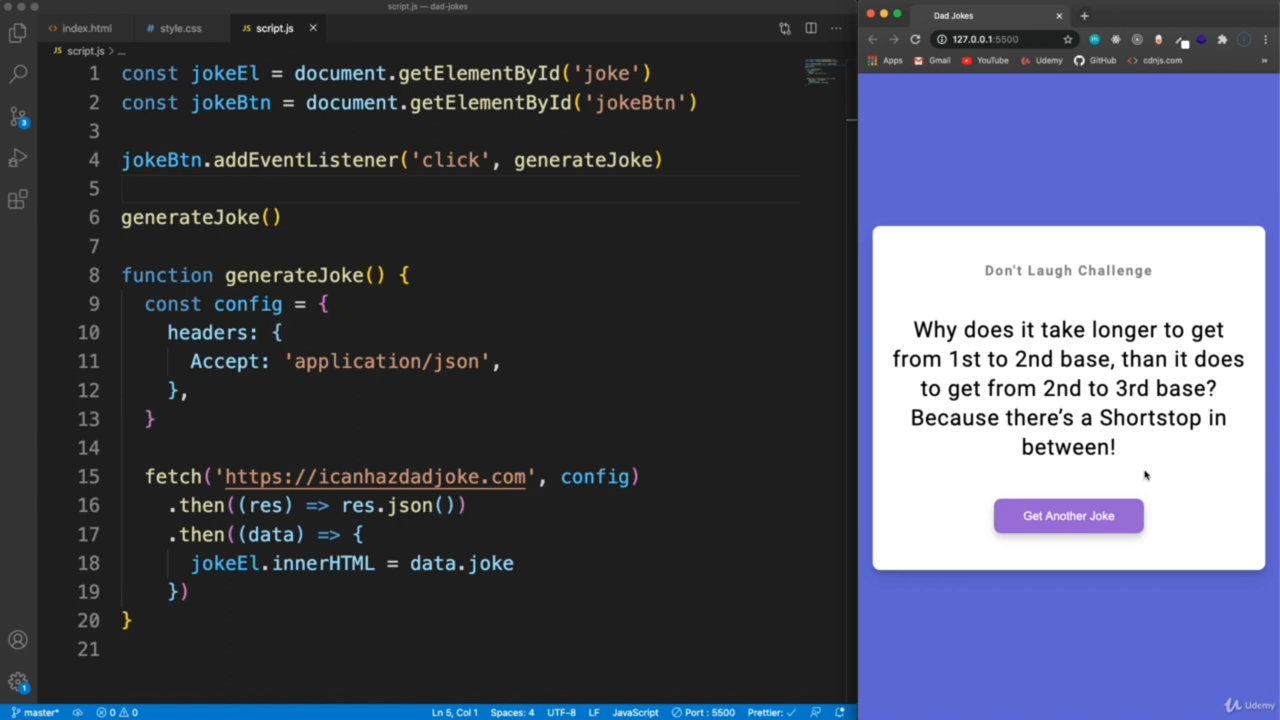 script.js — dad-jokes
index.html
style.css
JS script.js
JS script.js > ...
1 const jokeEl = document.getElementById('joke')
2 const jokeBtn = document.getElementById('jokeBtn')
3
4 jokeBtn.addEventListener('click', generateJoke)
5
6 generateJoke()
7
8 function generateJoke() {
9 const config = {
10 headers: {
11 Accept: 'application/json',
12 },
13 }
14
15 fetch('https://icanhazdadjoke.com', config)
16 .then((res) => res.json())
17 .then((data) => {
18 jokeEl.innerHTML = data.joke
19 })
20 }
21
3
1
master*
0 0
Ln 5, Col 1 Spaces: 4 UTF-8 LF JavaScript Port : 5500 Prettier: ✓
Dad Jokes
127.0.0.1:5500
Apps Gmail YouTube Udemy GitHub cdnjs.com »
Don't Laugh Challenge
Why does it take longer to get
from 1st to 2nd base, than it does
to get from 2nd to 3rd base?
Because there’s a Shortstop in
between!
Get Another Joke
Udemy